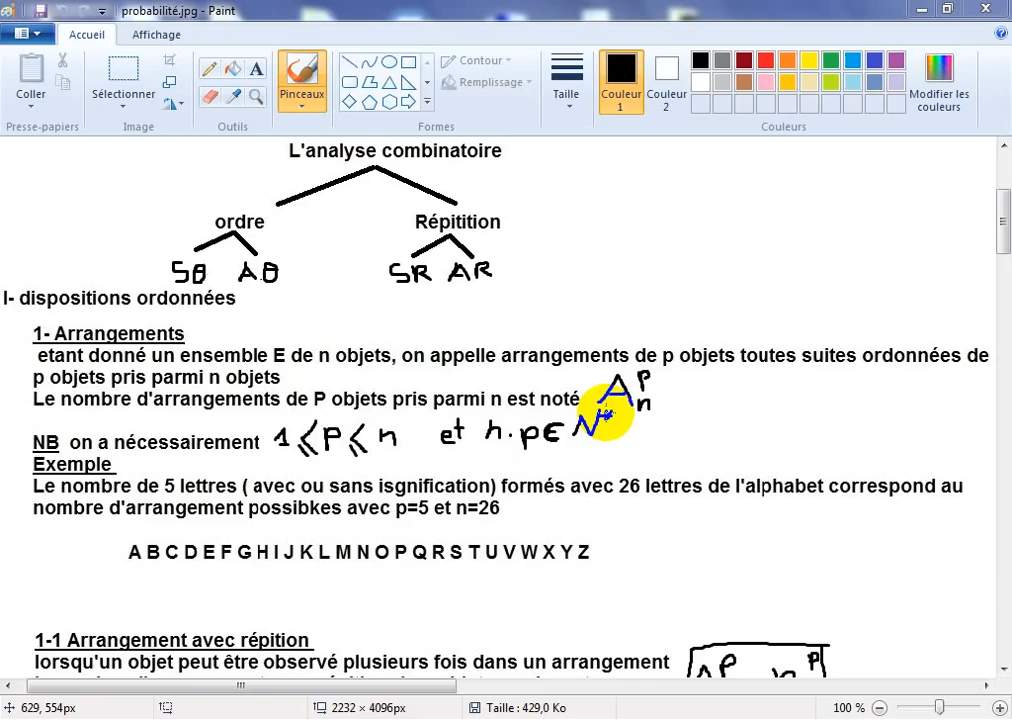 probabilité.jpg - Paint
Accueil Affichage
Coller
Sélectionner
Pinceaux
Contour
Remplissage
Taille
Couleur 1
Couleur 2
Modifier les couleurs
Presse-papiers Image Outils Formes Couleurs
L'analyse combinatoire
ordre Répitition
SO AO SR AR
I- dispositions ordonnées
1- Arrangements
etant donné un ensemble E de n objets, on appelle arrangements de p objets toutes suites ordonnées de
p objets pris parmi n objets
Le nombre d'arrangements de P objets pris parmi n est noté A p n
NB on a nécessairement 1 ⩽ P ⩽ n et n.p∈ N*
Exemple
Le nombre de 5 lettres ( avec ou sans isgnification) formés avec 26 lettres de l'alphabet correspond au
nombre d'arrangement possibkes avec p=5 et n=26
A B C D E F G H I J K L M N O P Q R S T U V W X Y Z
1-1 Arrangement avec répition
lorsqu'un objet peut être observé plusieurs fois dans un arrangement
629, 554px 2232 × 4096px Taille : 429,0 Ko 100 %